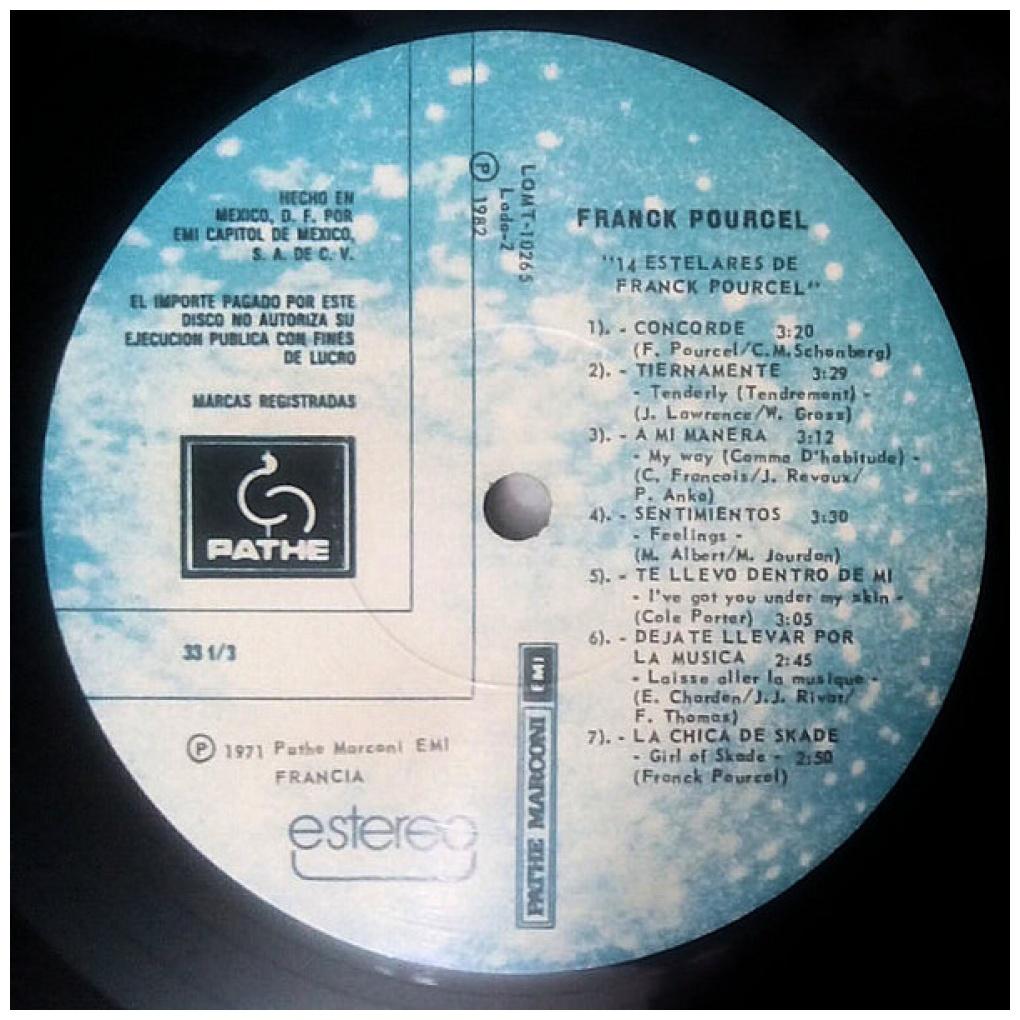 HECHO EN
MEXICO, D. F. POR
EMI CAPITOL DE MEXICO,
S. A. DE C. V.
EL IMPORTE PAGADO POR ESTE
DISCO NO AUTORIZA SU
EJECUCION PUBLICA CON FINES
DE LUCRO
MARCAS REGISTRADAS
PATHE
33 1/3
Ⓟ 1971 Pathe Marconi EMI
FRANCIA
estereo
LOMT-10265
Lado-2
Ⓟ 1982
PATHE MARCONI EMI
FRANCK POURCEL
"14 ESTELARES DE
FRANCK POURCEL"
1). - CONCORDE 3:20
(F. Pourcel/C.M.Schonberg)
2). - TIERNAMENTE 3:29
- Tenderly (Tendrement) -
(J. Lawrence/W. Gross)
3). - A MI MANERA 3:12
- My way (Comme D'habitude) -
(C. Francois/J. Revaux/
P. Anka)
4). - SENTIMIENTOS 3:30
- Feelings -
(M. Albert/M. Jourdan)
5). - TE LLEVO DENTRO DE MI
- I've got you under my skin -
(Cole Porter) 3:05
6). - DEJATE LLEVAR POR
LA MUSICA 2:45
- Laisse aller la musique -
(E. Charden/J.J. Rivat/
F. Thomas)
7). - LA CHICA DE SKADE
- Girl of Skade - 2:50
(Franck Pourcel)